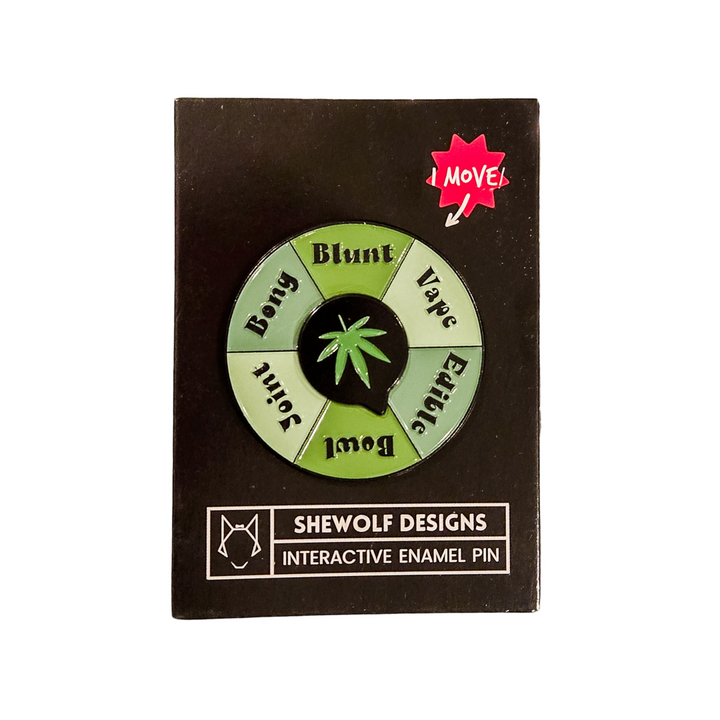 I MOVE!
Blunt
Vape
Edible
Bowl
Joint
Bong
SHEWOLF DESIGNS
INTERACTIVE ENAMEL PIN